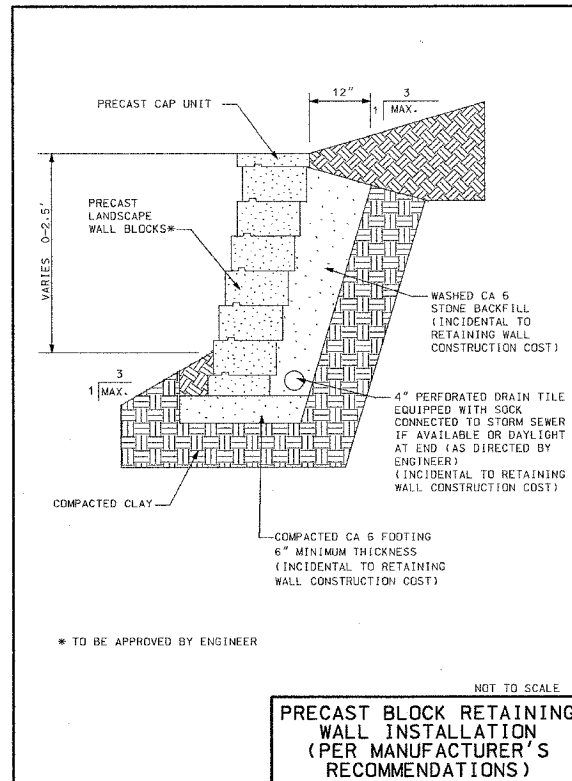 12"
3
1
MAX.
PRECAST CAP UNIT
VARIES 0-2.5'
PRECAST
LANDSCAPE
WALL BLOCKS*
WASHED CA 6
STONE BACKFILL
(INCIDENTAL TO
RETAINING WALL
CONSTRUCTION COST)
3
1
MAX.
4" PERFORATED DRAIN TILE
EQUIPPED WITH SOCK
CONNECTED TO STORM SEWER
IF AVAILABLE OR DAYLIGHT
AT END (AS DIRECTED BY
ENGINEER)
(INCIDENTAL TO RETAINING
WALL CONSTRUCTION COST)
COMPACTED CLAY
COMPACTED CA 6 FOOTING
6" MINIMUM THICKNESS
(INCIDENTAL TO RETAINING
WALL CONSTRUCTION COST)
* TO BE APPROVED BY ENGINEER
NOT TO SCALE
PRECAST BLOCK RETAINING
WALL INSTALLATION
(PER MANUFACTURER'S
RECOMMENDATIONS)